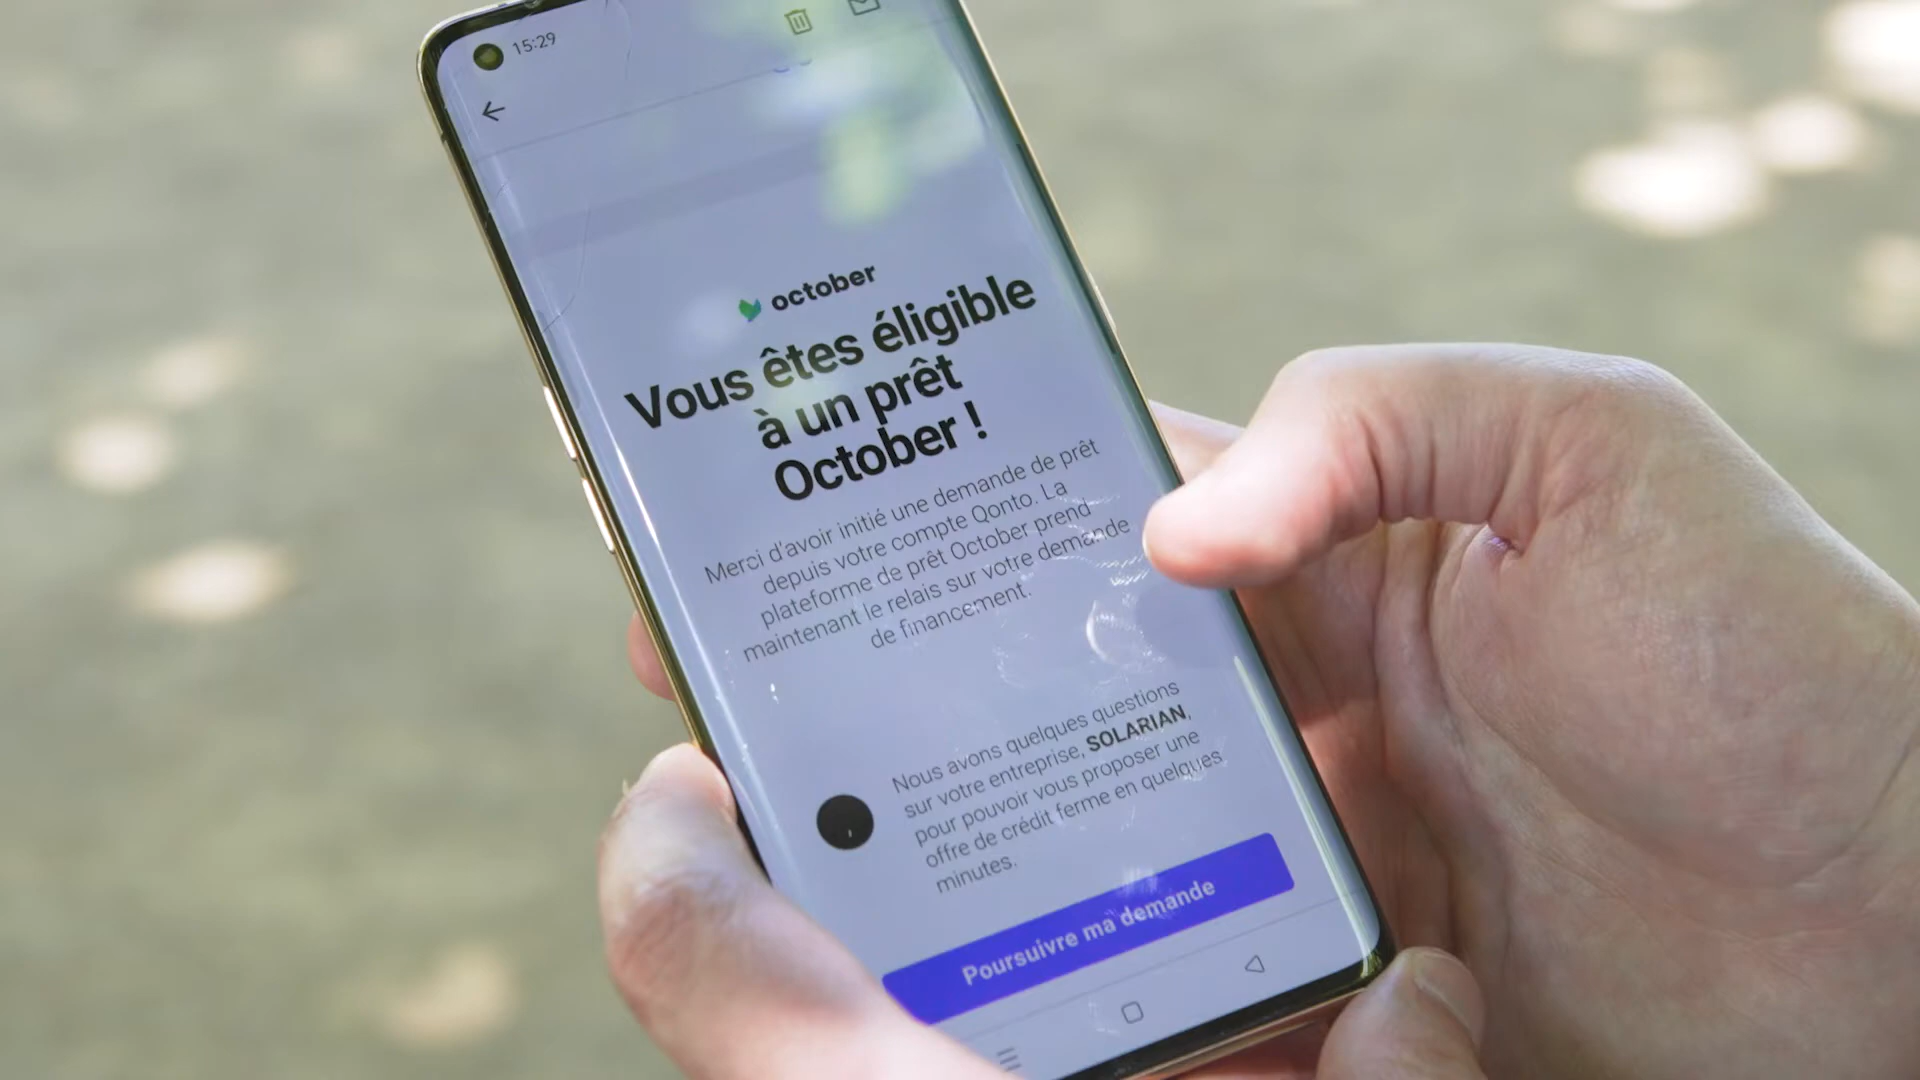 15:29
october
Vous êtes éligible
à un prêt
October !
Merci d'avoir initié une demande de prêt
depuis votre compte Qonto. La
plateforme de prêt October prend
maintenant le relais sur votre demande
de financement.
Nous avons quelques questions
sur votre entreprise, SOLARIAN,
pour pouvoir vous proposer une
offre de crédit ferme en quelques
minutes.
Poursuivre ma demande